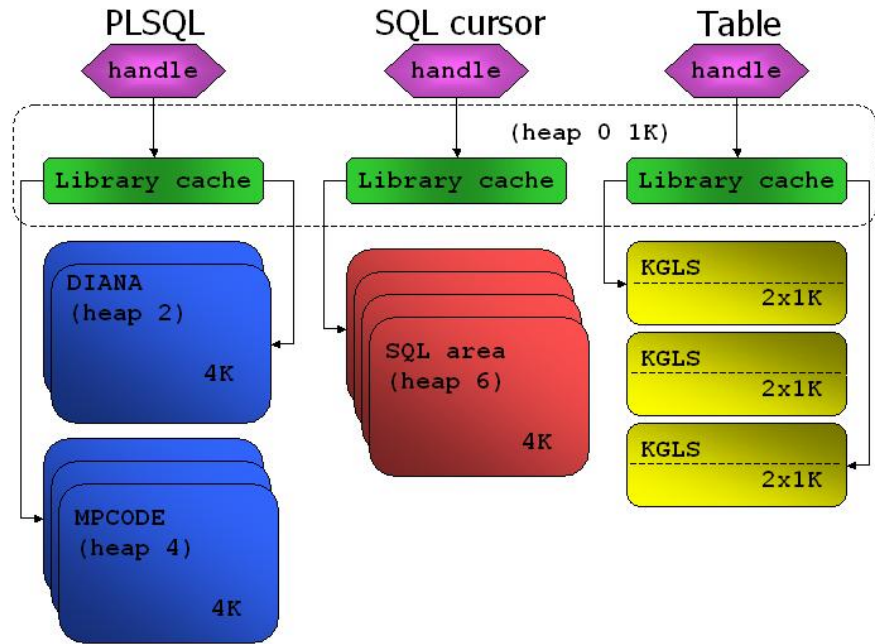 PLSQL
SQL cursor
Table
handle
handle
handle
(heap 0 1K)
Library cache
Library cache
Library cache
DIANA
(heap 2)
4K
MPCODE
(heap 4)
4K
SQL area
(heap 6)
4K
KGLS
2x1K
KGLS
2x1K
KGLS
2x1K